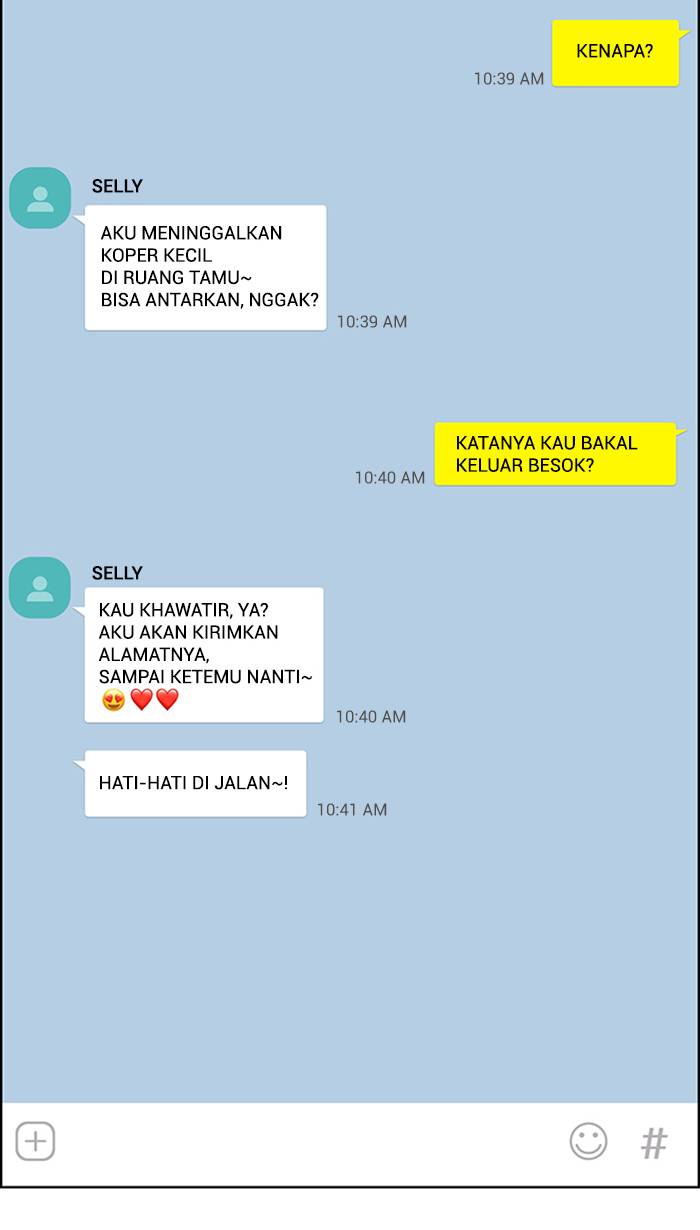 KENAPA?
10:39 AM
SELLY
AKU MENINGGALKAN
KOPER KECIL
DI RUANG TAMU~
BISA ANTARKAN, NGGAK?
10:39 AM
KATANYA KAU BAKAL
KELUAR BESOK?
10:40 AM
SELLY
KAU KHAWATIR, YA?
AKU AKAN KIRIMKAN
ALAMATNYA,
SAMPAI KETEMU NANTI~
😍❤️❤️
10:40 AM
HATI-HATI DI JALAN~!
10:41 AM
#